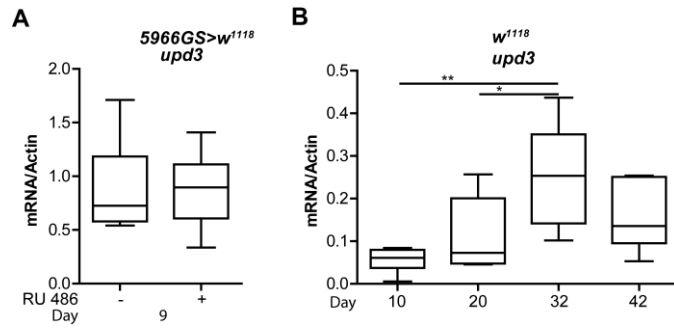 A
5966GS>w1118
upd3
mRNA/Actin
2.0
1.5
1.0
0.5
0.0
RU 486 - +
Day 9
B
w1118
upd3
mRNA/Actin
0.5
0.4
0.3
0.2
0.1
0.0
**
*
Day 10 20 32 42